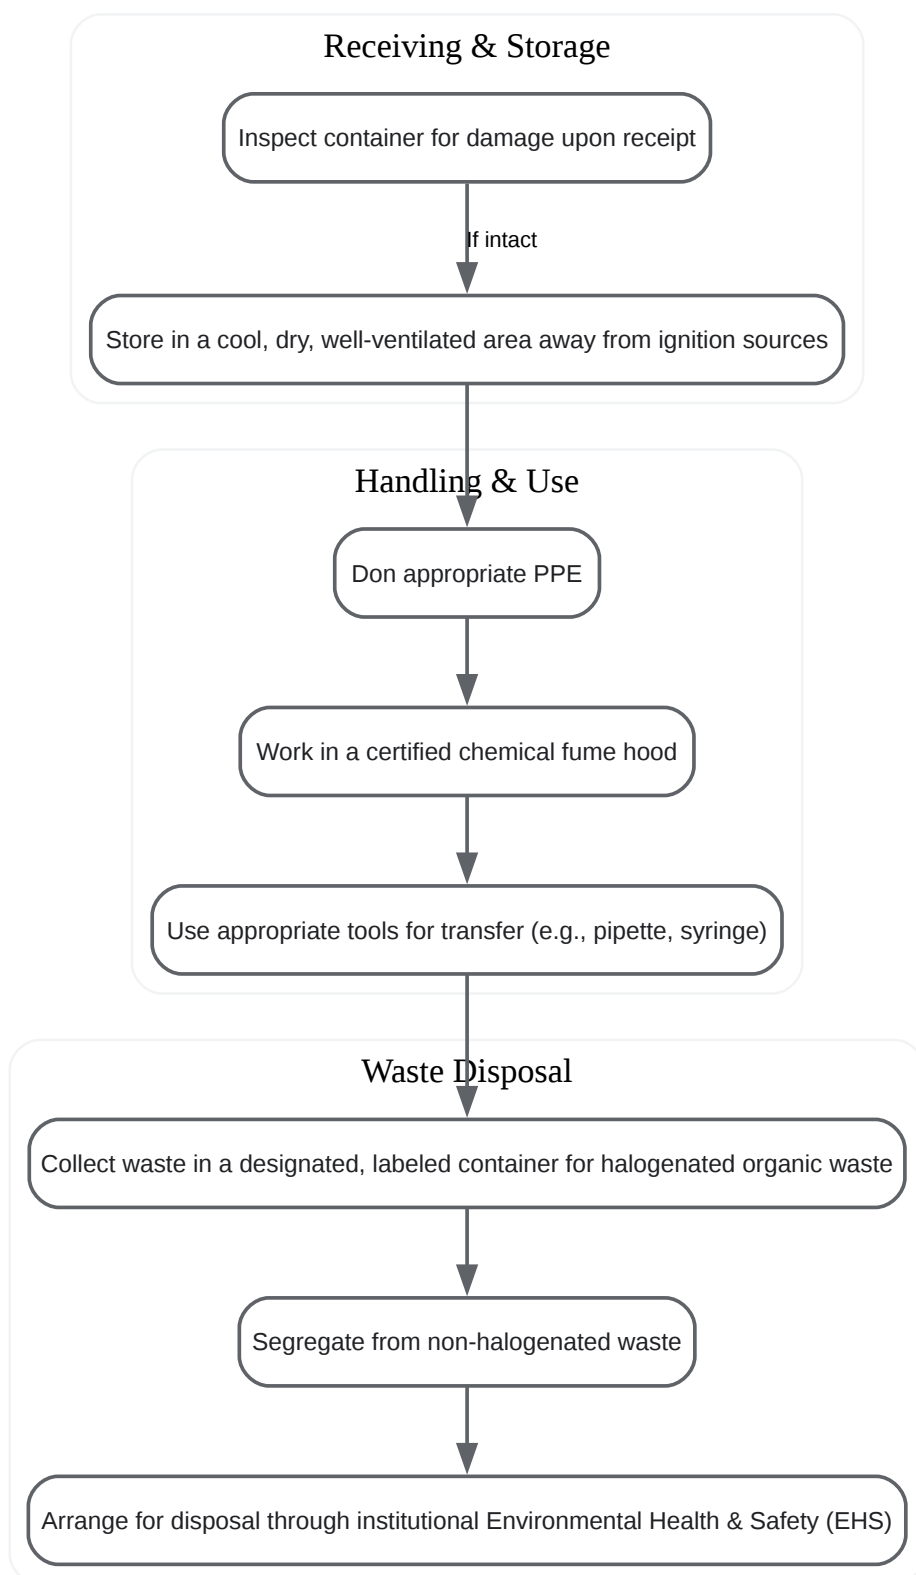 Receiving & Storage
Inspect container for damage upon receipt
If intact
Store in a cool, dry, well-ventilated area away from ignition sources
Handling & Use
Don appropriate PPE
Work in a certified chemical fume hood
Use appropriate tools for transfer (e.g., pipette, syringe)
Waste Disposal
Collect waste in a designated, labeled container for halogenated organic waste
Segregate from non-halogenated waste
Arrange for disposal through institutional Environmental Health & Safety (EHS)